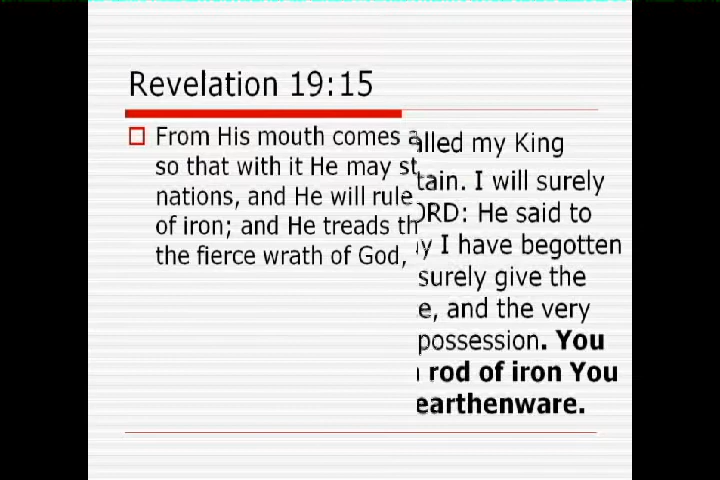 Revelation 19:15
From His mouth comes a
so that with it He may st
nations, and He will rule
of iron; and He treads th
the fierce wrath of God,
alled my King
tain. I will surely
ORD: He said to
y I have begotten
surely give the
e, and the very
possession. You
rod of iron You
earthenware.